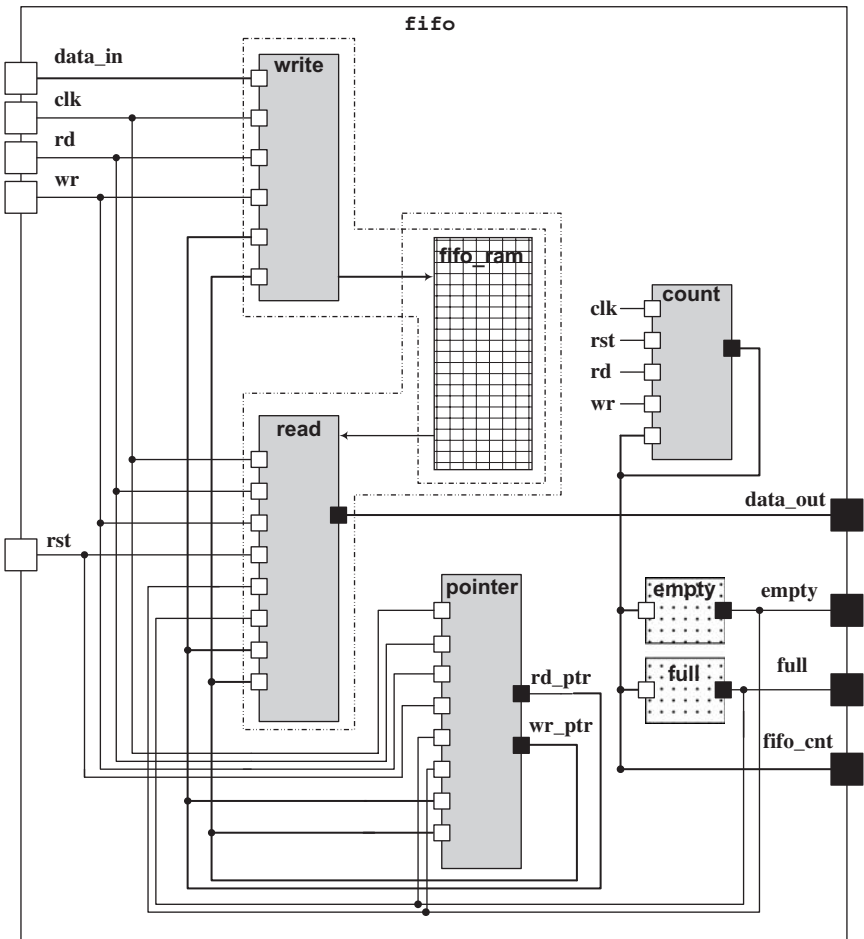 fifo
data_in
write
clk
rd
wr
fifo_ram
count
clk
rst
rd
wr
read
data_out
rst
pointer
empty
empty
rd_ptr
full
full
wr_ptr
fifo_cnt